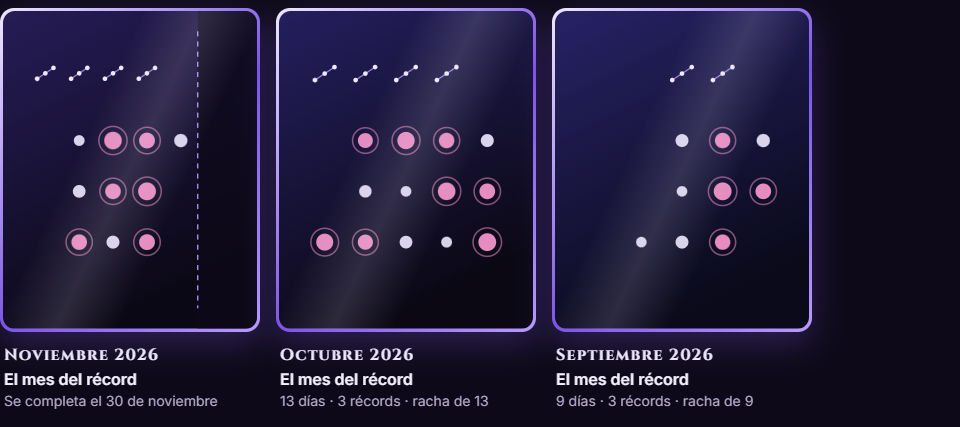 Noviembre 2026
El mes del récord
Se completa el 30 de noviembre
Octubre 2026
El mes del récord
13 días · 3 récords · racha de 13
Septiembre 2026
El mes del récord
9 días · 3 récords · racha de 9